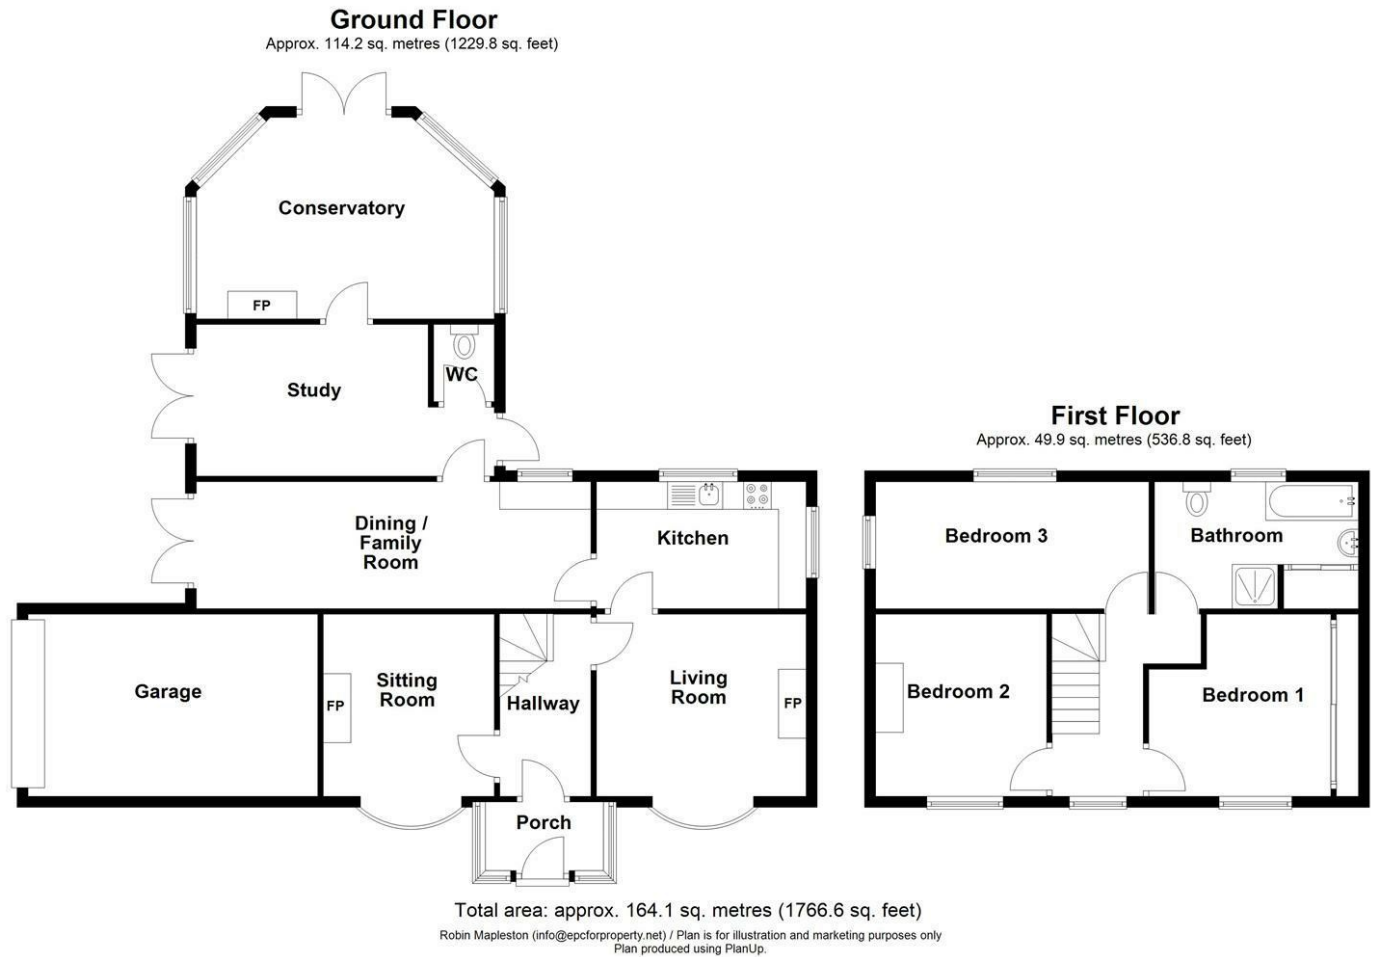 Ground Floor
Approx. 114.2 sq. metres (1229.8 sq. feet)
Conservatory
FP
Study
WC
Dining /
Family
Room
Kitchen
Garage
Sitting
Room
FP
Hallway
Living
Room
FP
Porch
First Floor
Approx. 49.9 sq. metres (536.8 sq. feet)
Bedroom 3
Bathroom
Bedroom 2
Bedroom 1
Total area: approx. 164.1 sq. metres (1766.6 sq. feet)
Robin Mapleston (info@epcforproperty.net) / Plan is for illustration and marketing purposes only
Plan produced using PlanUp.